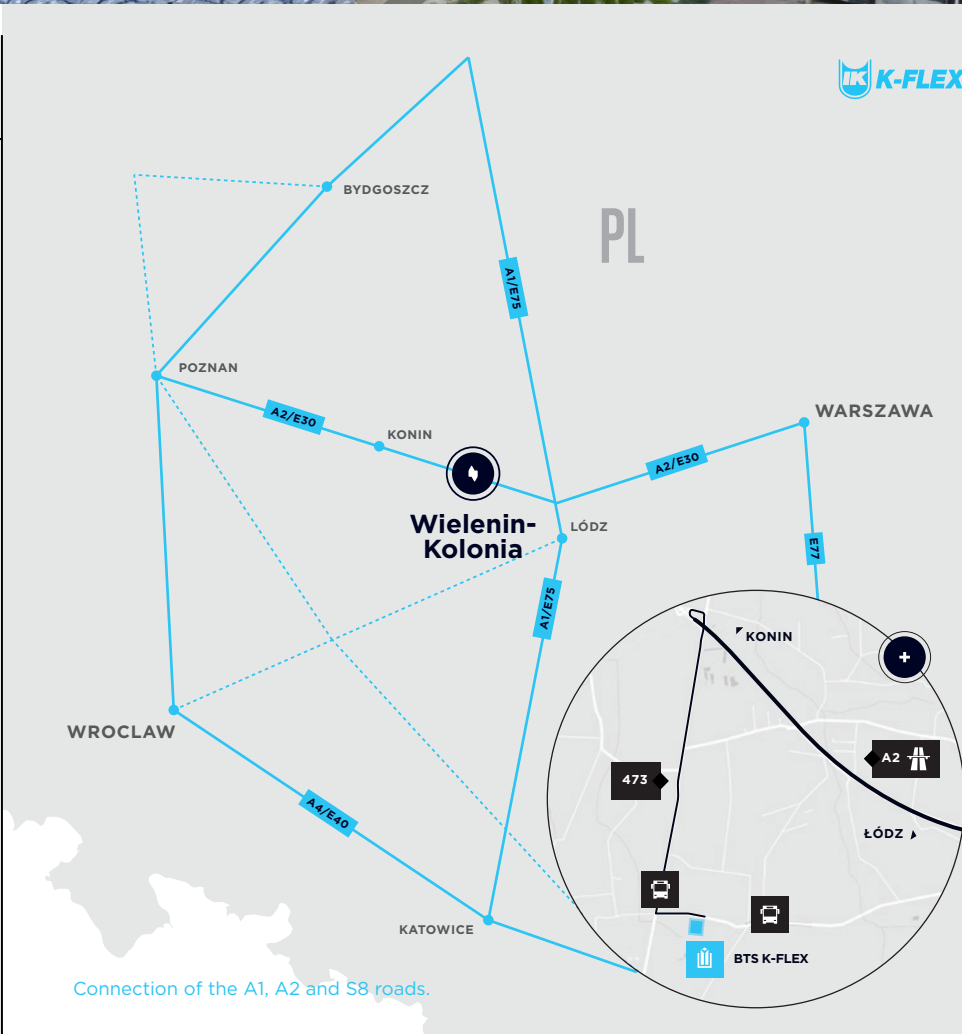 K-FLEX
BYDGOSZCZ
PL
A1/E75
POZNAN
A2/E30
WARSZAWA
KONIN
A2/E30
Wielenin-
Kolonia
LÓDZ
E77
A1/E75
KONIN
WROCLAW
A2
473
A4/E40
ŁÓDZ
KATOWICE
BTS K-FLEX
Connection of the A1, A2 and S8 roads.